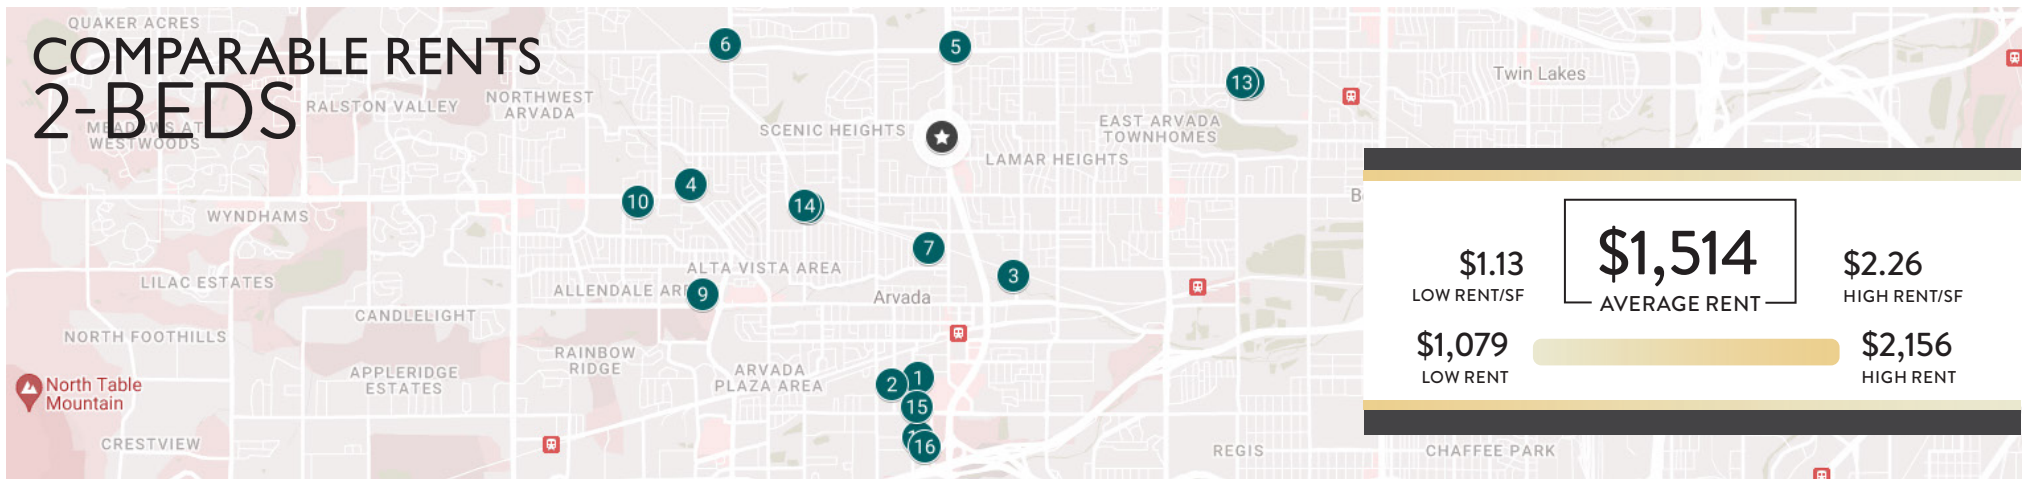 QUAKER ACRES
COMPARABLE RENTS
2-BEDS
MEADOWS AT
WESTWOODS
RALSTON VALLEY
NORTHWEST
ARVADA
6
5
13
Twin Lakes
SCENIC HEIGHTS
EAST ARVADA
TOWNHOMES
LAMAR HEIGHTS
4
10
14
WYNDHAMS
7
3
ALTA VISTA AREA
LILAC ESTATES
ALLENDALE
9
Arvada
CANDLELIGHT
NORTH FOOTHILLS
RAINBOW
RIDGE
ARVADA
PLAZA AREA
APPLERIDGE
ESTATES
North Table
Mountain
2
1
15
16
CRESTVIEW
REGIS
CHAFFEE PARK
$1.13
LOW RENT/SF
$1,514
AVERAGE RENT
$2.26
HIGH RENT/SF
$1,079
LOW RENT
$2,156
HIGH RENT